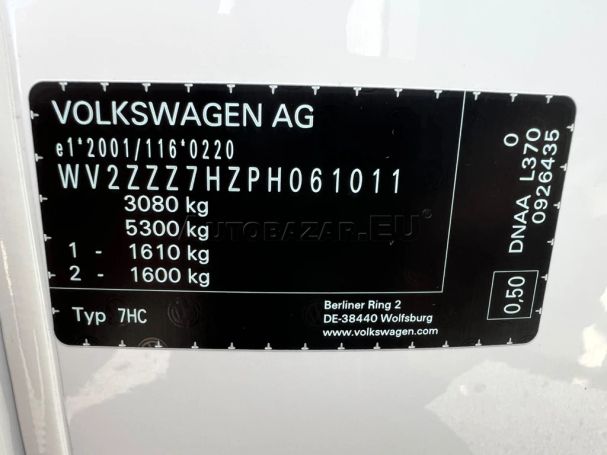 VOLKSWAGEN AG
e1*2001/116*0220
WV2ZZZ7HZPH061011
3080 kg
5300 kg
1 - 1610 kg
2 - 1600 kg
Typ 7HC
Berliner Ring 2
DE-38440 Wolfsburg
www.volkswagen.com
0,50
DNAA L370 0
0926435
AUTOBAZAR.EU